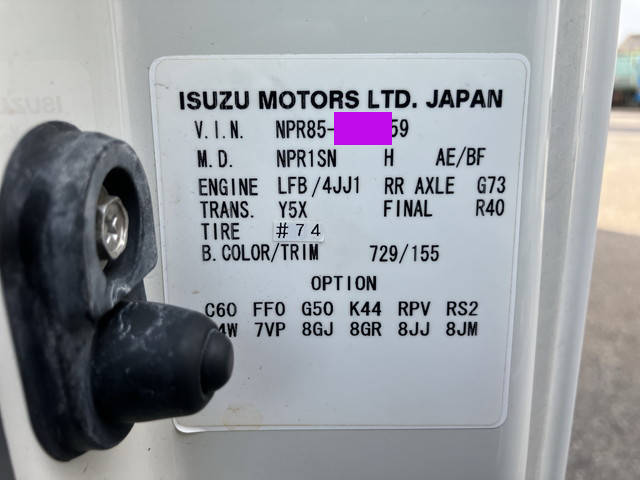 ISUZU MOTORS LTD. JAPAN
V.I.N. NPR85- 59
M.D. NPR1SN H AE/BF
ENGINE LFB/4JJ1 RR AXLE G73
TRANS. Y5X FINAL R40
TIRE #74
B.COLOR/TRIM 729/155
OPTION
C60 FF0 G50 K44 RPV RS2
4W 7VP 8GJ 8GR 8JJ 8JM